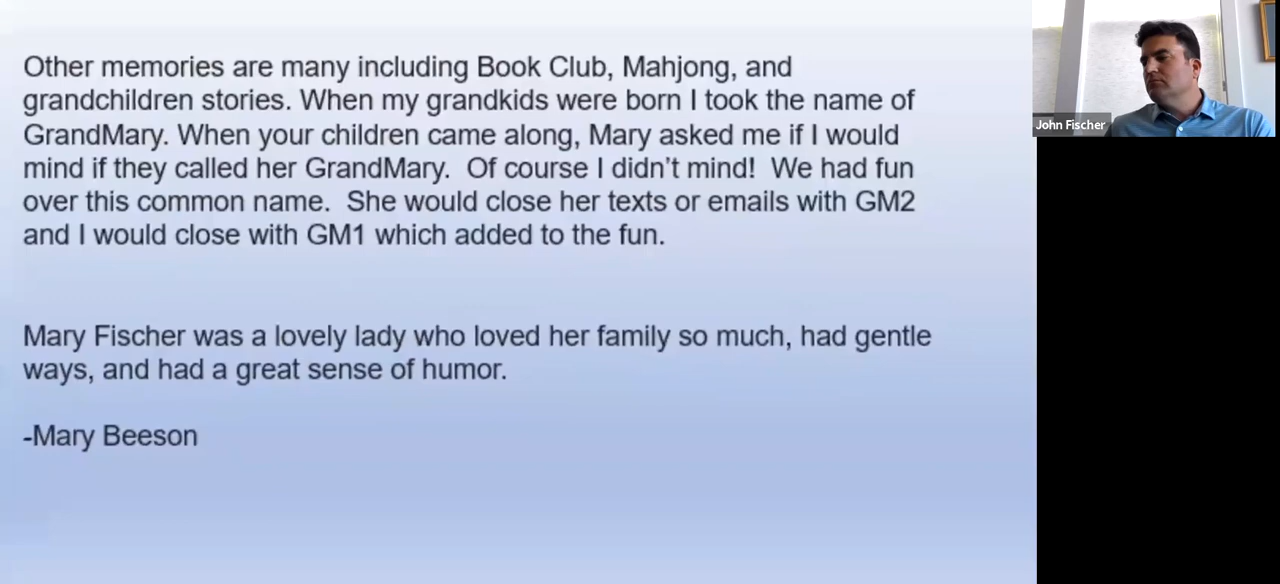 Other memories are many including Book Club, Mahjong, and
grandchildren stories. When my grandkids were born I took the name of
GrandMary. When your children came along, Mary asked me if I would
mind if they called her GrandMary.  Of course I didn't mind!  We had fun
over this common name.  She would close her texts or emails with GM2
and I would close with GM1 which added to the fun.
Mary Fischer was a lovely lady who loved her family so much, had gentle
ways, and had a great sense of humor.
-Mary Beeson
John Fischer